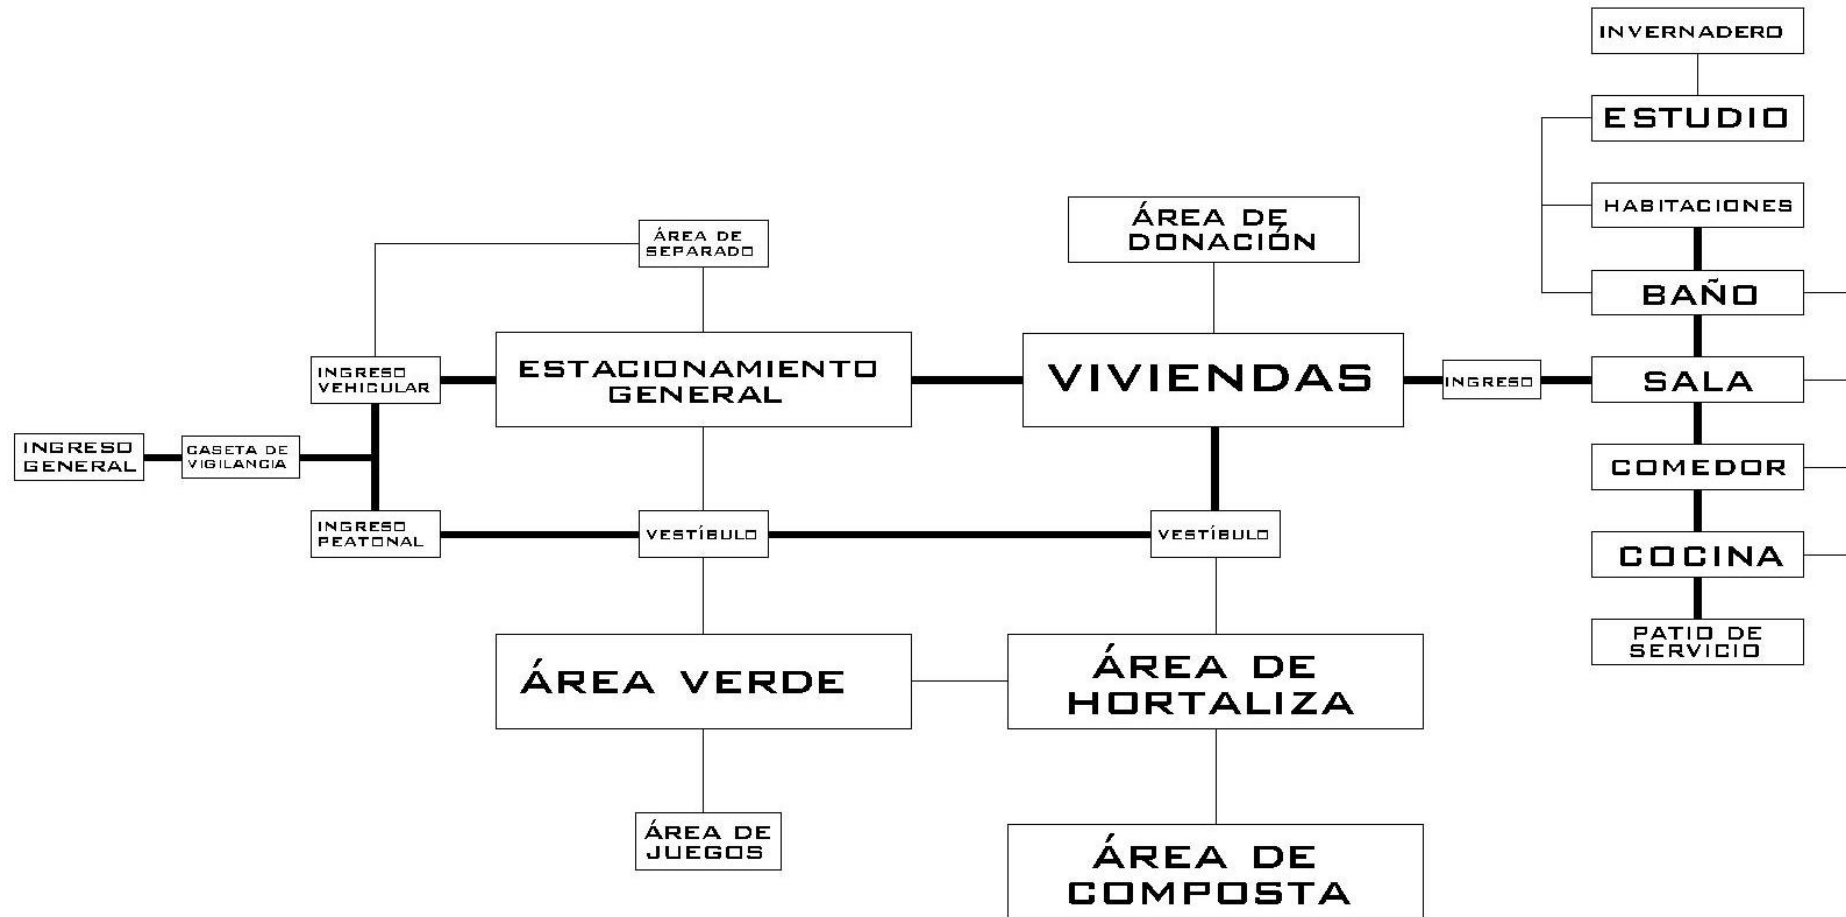 INVERNADERO
ESTUDIO
HABITACIONES
ÁREA DE
DONACIÓN
ÁREA DE
SEPARADO
BAÑO
INGRESO
VEHICULAR
ESTACIONAMIENTO
GENERAL
VIVIENDAS
INGRESO
SALA
INGRESO
GENERAL
CASETA DE
VIGILANCIA
COMEDOR
INGRESO
PEATONAL
VESTÍBULO
VESTÍBULO
COCINA
PATIO DE
SERVICIO
ÁREA VERDE
ÁREA DE
HORTALIZA
ÁREA DE
JUEGOS
ÁREA DE
COMPOSTA